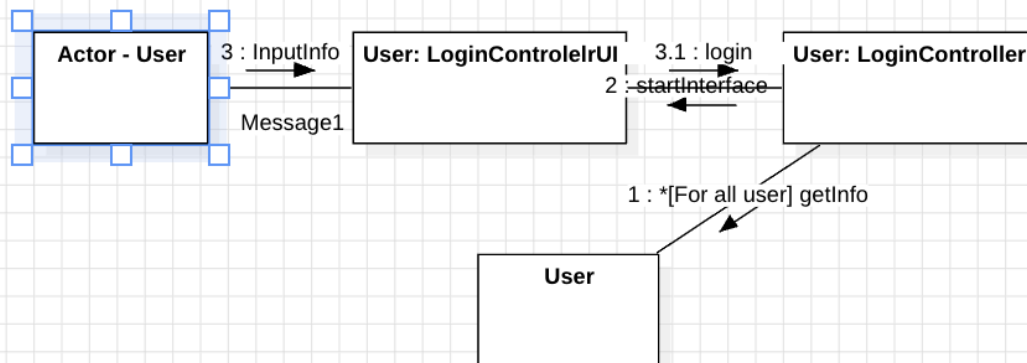 Actor - User
3 : InputInfo
User: LoginControlelrUI
3.1 : login
User: LoginController
2 : startInterface
Message1
1 : *[For all user] getInfo
User